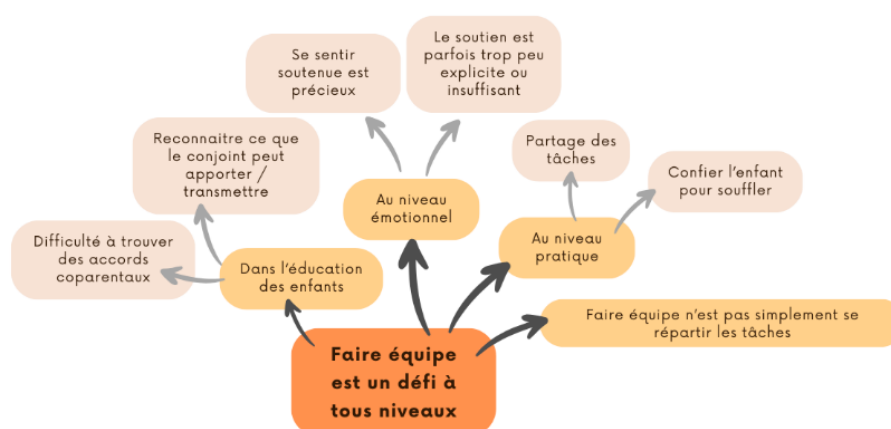 Le soutien est
parfois trop peu
explicite ou
insuffisant
Se sentir
soutenue est
précieux
Reconnaitre ce que
le conjoint peut
apporter /
transmettre
Partage des
tâches
Confier l'enfant
pour souffler
Au niveau
émotionnel
Difficulté à trouver
des accords
coparentaux
Au niveau
pratique
Dans l'éducation
des enfants
Faire équipe n'est pas simplement se
répartir les tâches
Faire équipe
est un défi à
tous niveaux